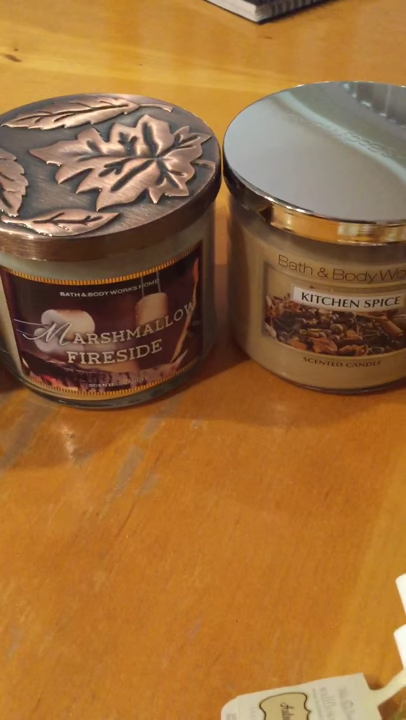 BATH & BODY WORKS HOME
MARSHMALLOW
FIRESIDE
Bath & Body Wo
KITCHEN SPICE
SCENTED CANDLE